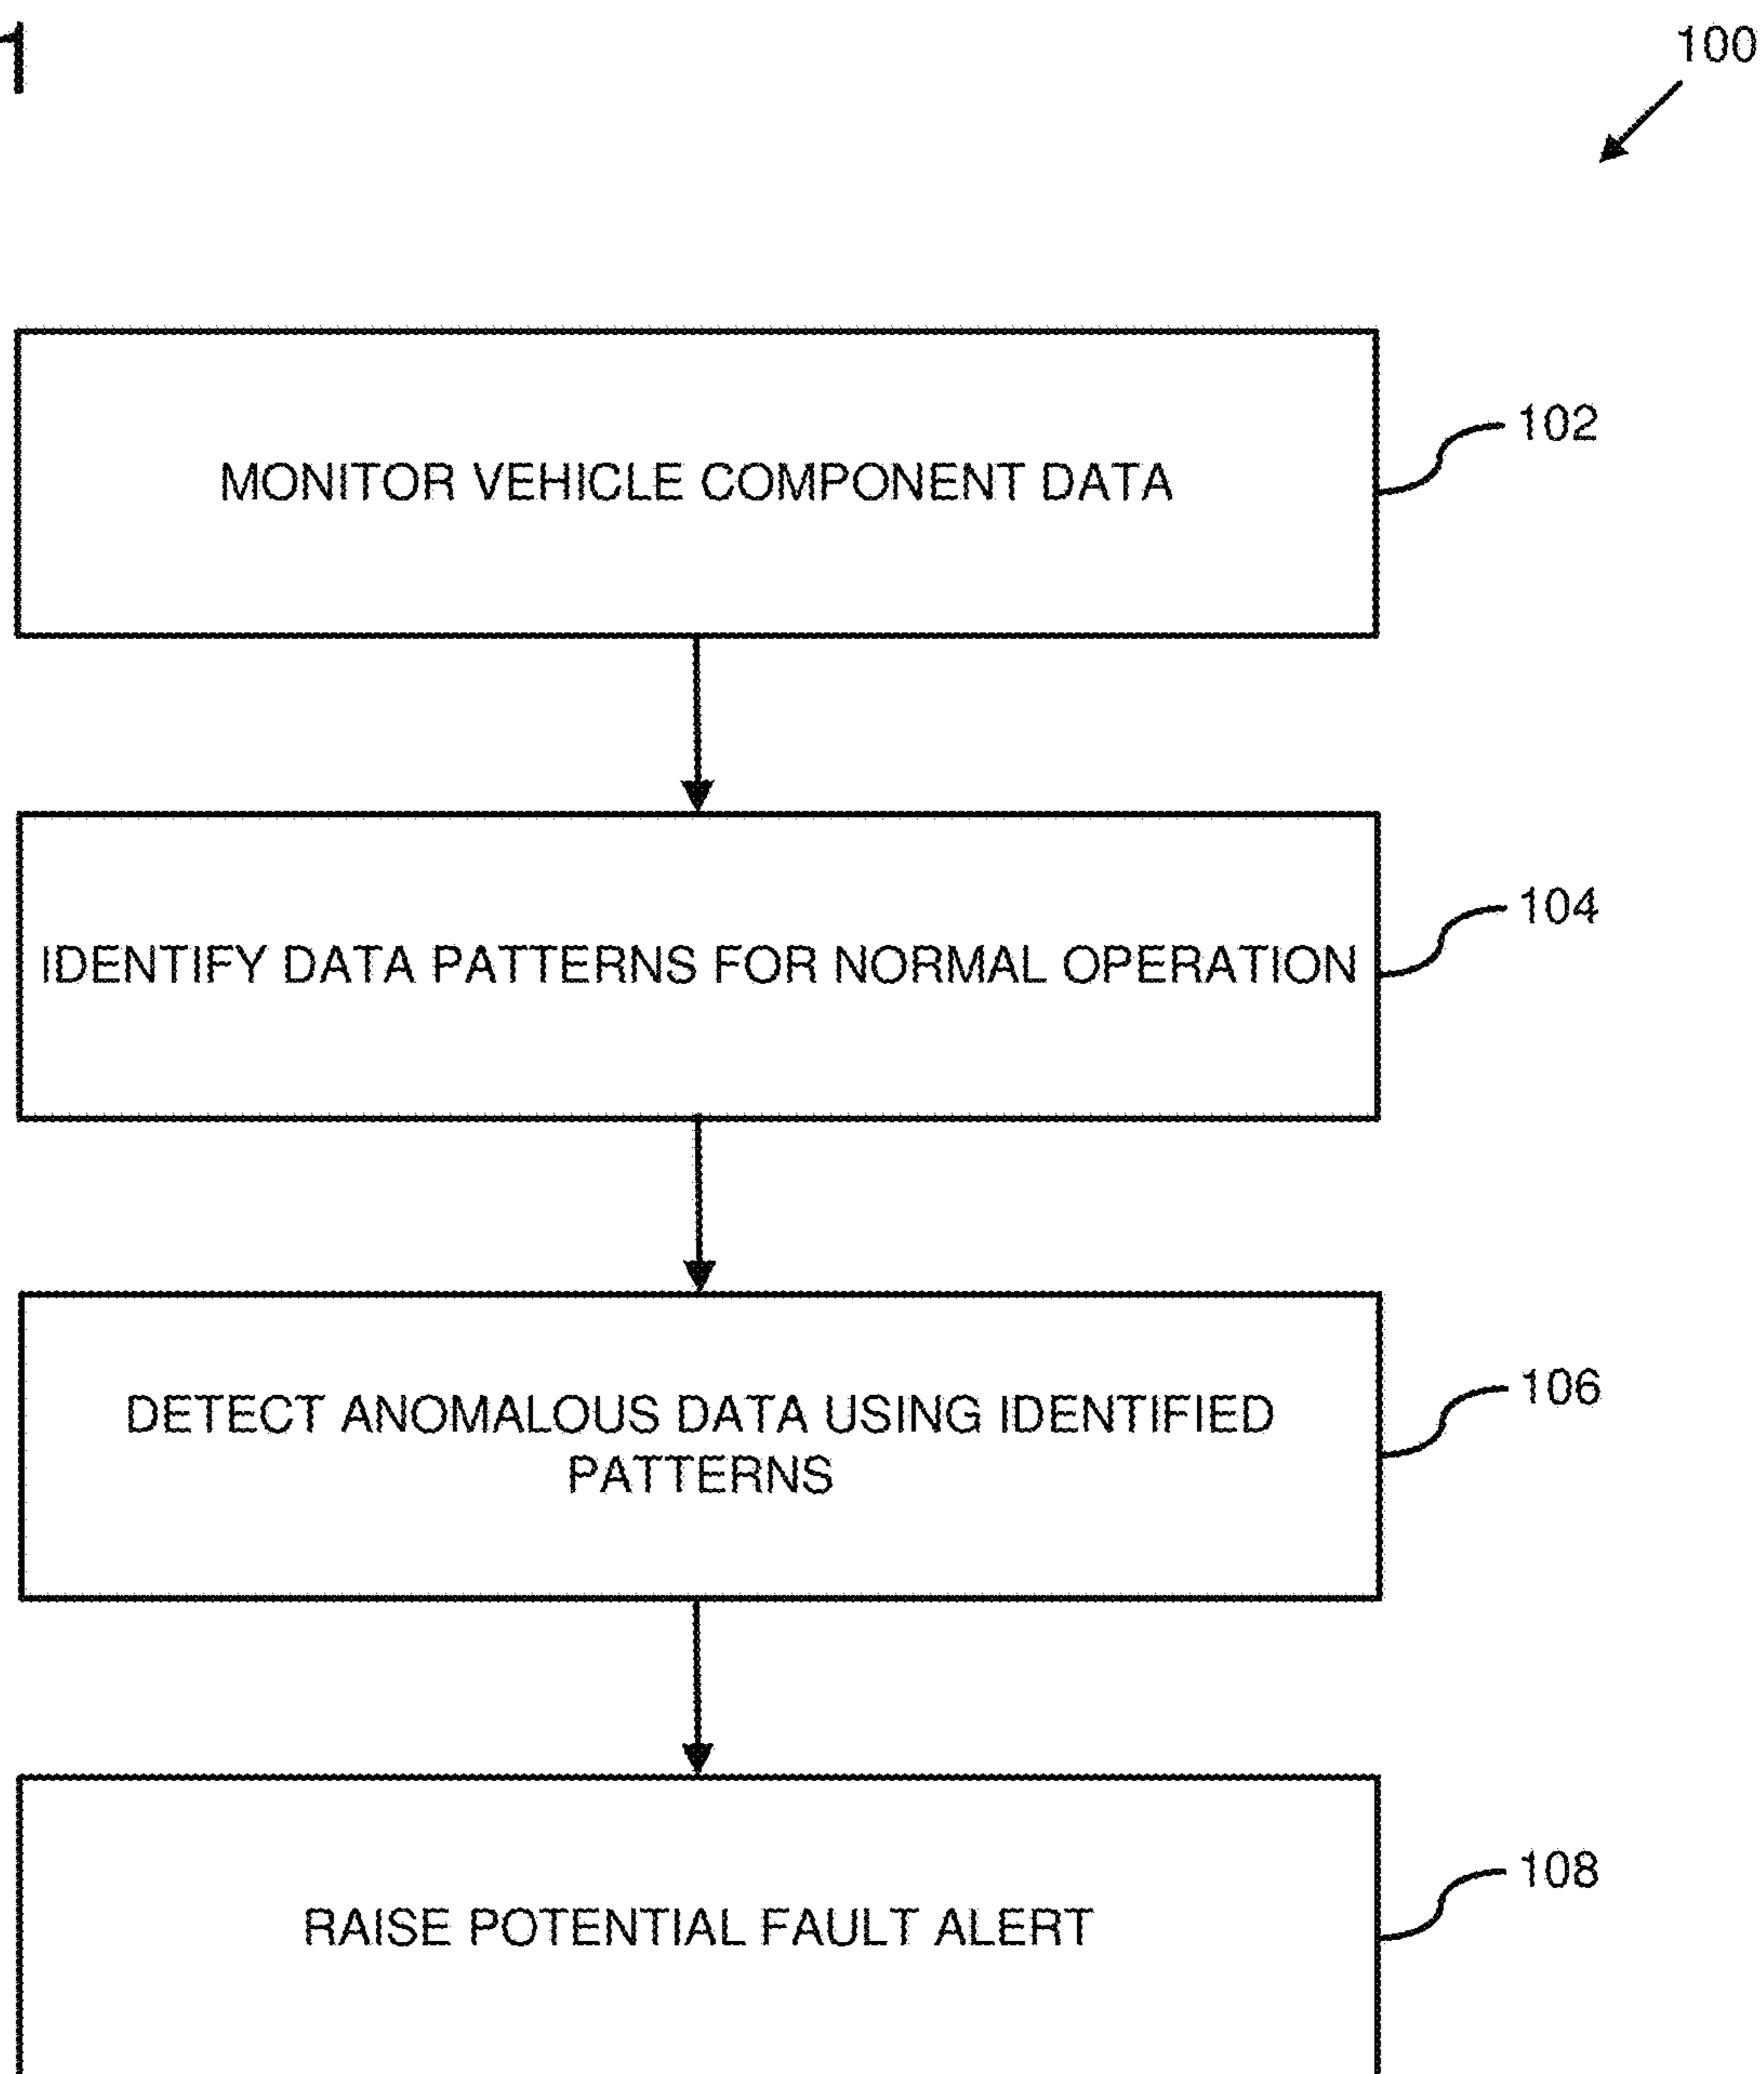 1
100
MONITOR VEHICLE COMPONENT DATA
102
IDENTIFY DATA PATTERNS FOR NORMAL OPERATION
104
DETECT ANOMALOUS DATA USING IDENTIFIED
PATTERNS
106
RAISE POTENTIAL FAULT ALERT
108